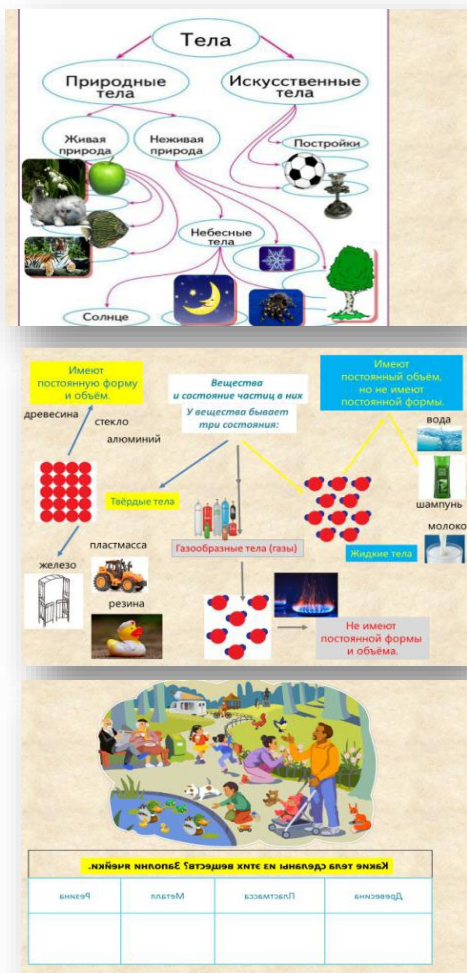 Тела
Природные
тела
Искусственные
тела
Живая
природа
Неживая
природа
Постройки
Небесные
тела
Солнце
Имеют
постоянную форму
и объём.
Вещества
и состояние частиц в них
У вещества бывает
три состояния:
Имеют
постоянный объём,
но не имеют
постоянной формы.
древесина
стекло
алюминий
вода
шампунь
молоко
Твёрдые тела
Газообразные тела (газы)
Жидкие тела
пластмасса
железо
резина
Не имеют
постоянной формы
и объёма.
Какие тела сделаны из этих веществ? Заполни ячейки.
Резина
Металл
Пластмасса
Древесина